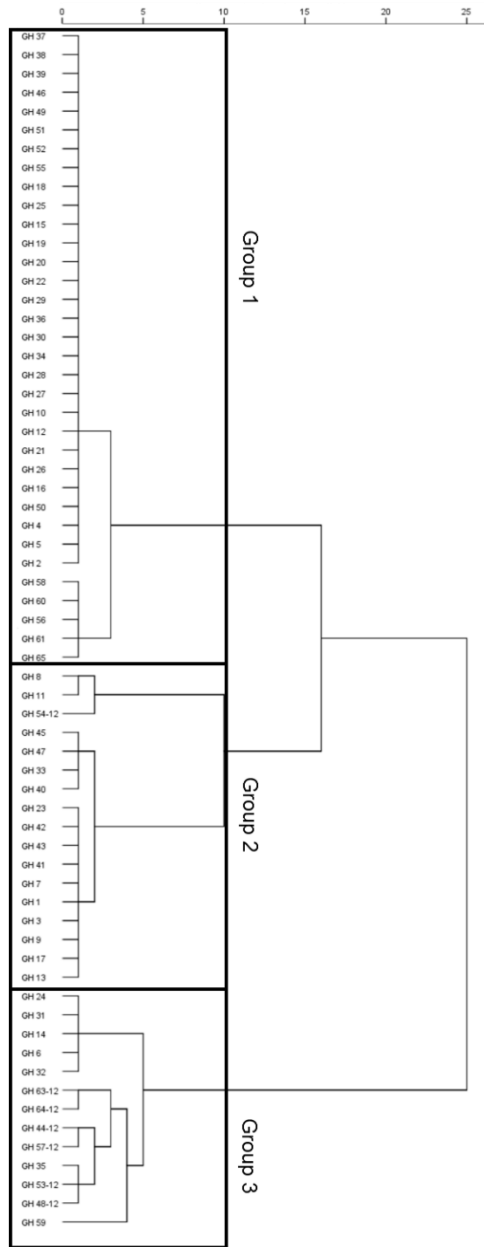 0 5 10 15 20 25
GH 37
GH 38
GH 39
GH 46
GH 49
GH 51
GH 52
GH 55
GH 18
GH 25
GH 15
GH 19
GH 20
GH 22
GH 29
GH 36
GH 30
GH 34
GH 28
GH 27
GH 10
GH 12
GH 21
GH 26
GH 16
GH 50
GH 4
GH 5
GH 2
GH 58
GH 60
GH 56
GH 61
GH 65
Group 1
GH 8
GH 11
GH 54-12
GH 45
GH 47
GH 33
GH 40
GH 23
GH 42
GH 43
GH 41
GH 7
GH 1
GH 3
GH 9
GH 17
GH 13
Group 2
GH 24
GH 31
GH 14
GH 6
GH 32
GH 63-12
GH 64-12
GH 44-12
GH 57-12
GH 35
GH 53-12
GH 48-12
GH 59
Group 3